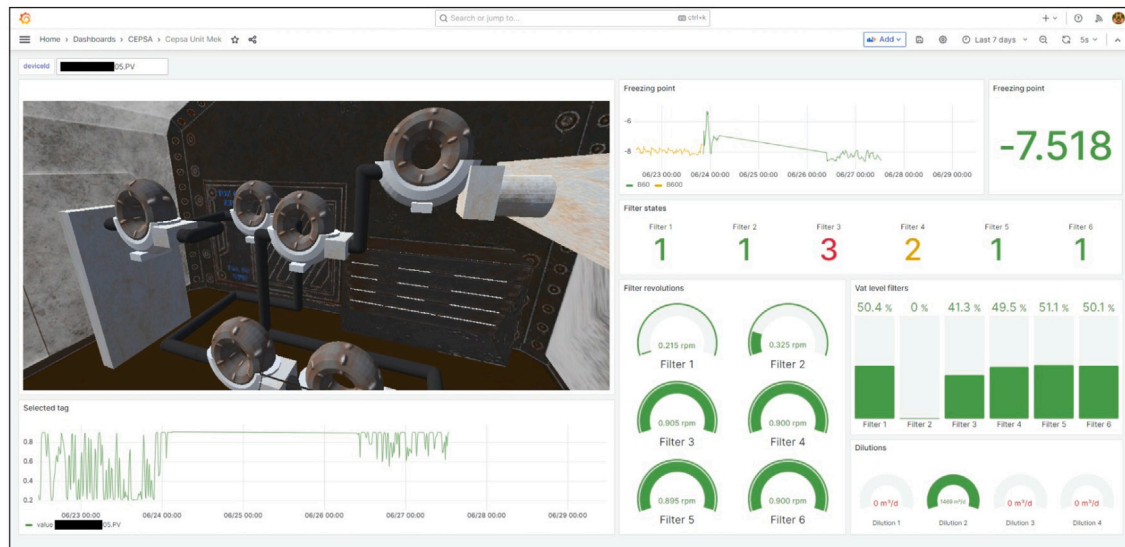 Search or jump to...
ctrl+k
Home › Dashboards › CEPSA › Cepsa Unit Mek
Add
Last 7 days
5s
deviceId
05.PV
Freezing point
-6
-8
06/23 00:00 06/24 00:00 06/25 00:00 06/26 00:00 06/27 00:00 06/28 00:00 06/29 00:00
B60 B600
Freezing point
-7.518
Filter states
Filter 1 Filter 2 Filter 3 Filter 4 Filter 5 Filter 6
1 1 3 2 1 1
Filter revolutions
0.215 rpm 0.325 rpm
Filter 1 Filter 2
0.905 rpm 0.900 rpm
Filter 3 Filter 4
0.895 rpm 0.900 rpm
Filter 5 Filter 6
Vat level filters
50.4 % 0 % 41.3 % 49.5 % 51.1 % 50.1 %
Filter 1 Filter 2 Filter 3 Filter 4 Filter 5 Filter 6
Dilutions
0 m³/d m³/d 0 m³/d 0 m³/d
Dilution 1 Dilution 2 Dilution 3 Dilution 4
Selected tag
0.8
0.6
0.4
0.2
06/23 00:00 06/24 00:00 06/25 00:00 06/26 00:00 06/27 00:00 06/28 00:00 06/29 00:00
value 05.PV